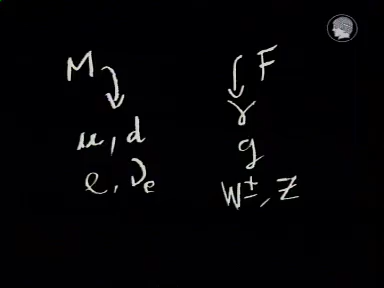 M F
γ
u, d
g
e, νe
W±, Z